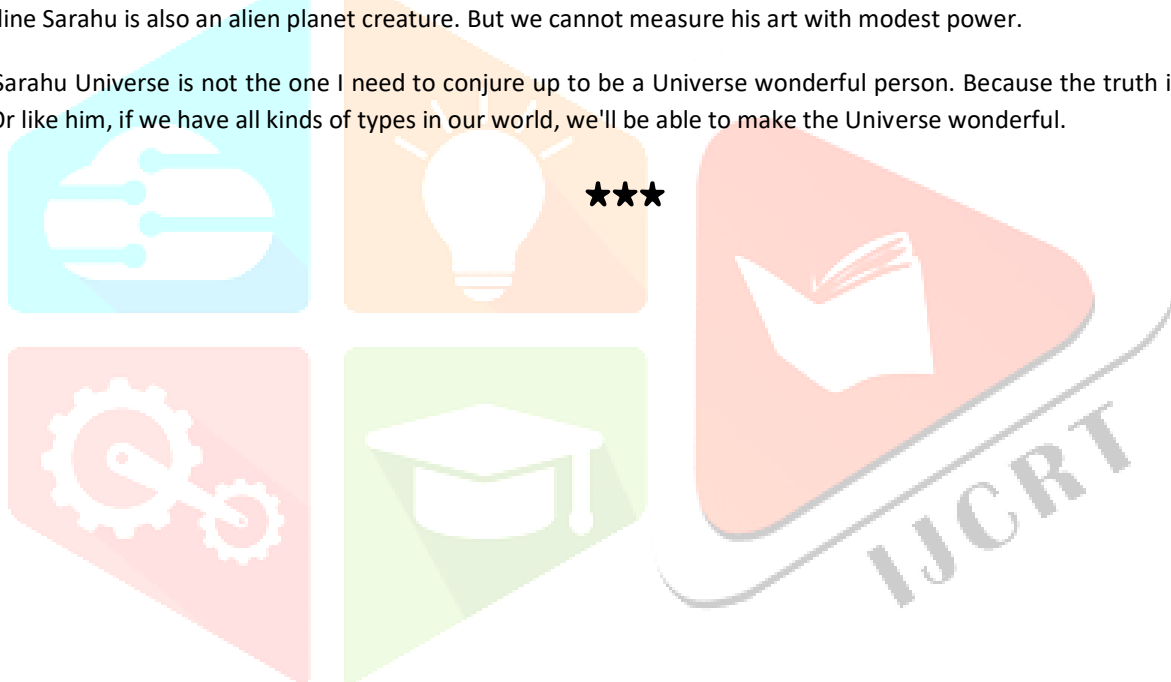 line Sarahu is also an alien planet creature. But we cannot measure his art with modest power.
Sarahu Universe is not the one I need to conjure up to be a Universe wonderful person. Because the truth i
Or like him, if we have all kinds of types in our world, we'll be able to make the Universe wonderful.
★★★
IJCRT